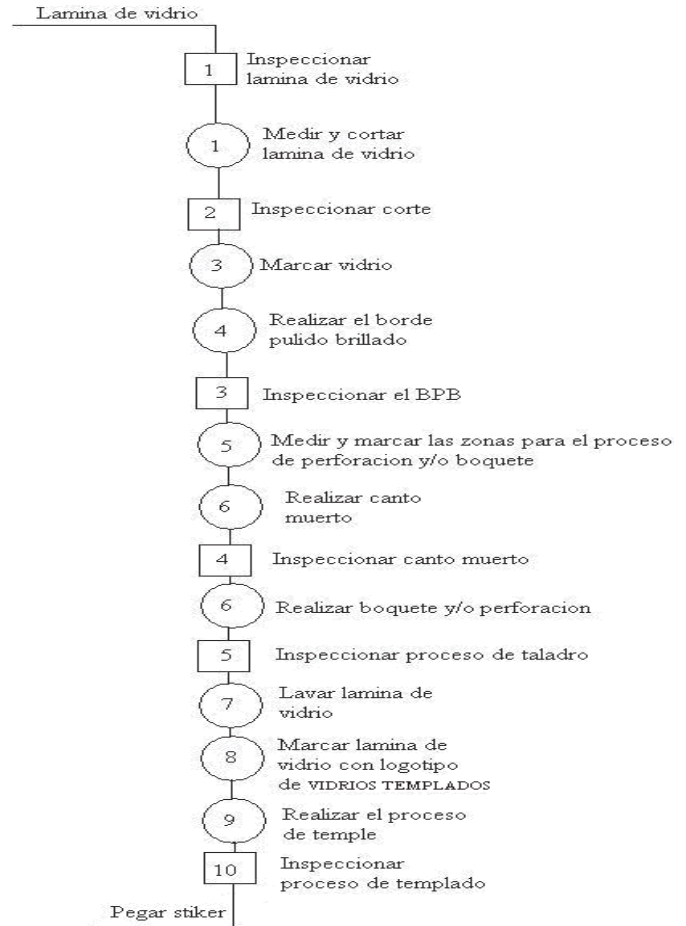 Lamina de vidrio
1
Inspeccionar
lamina de vidrio
1
Medir y cortar
lamina de vidrio
2
Inspeccionar corte
3
Marcar vidrio
4
Realizar el borde
pulido brillado
3
Inspeccionar el BPB
5
Medir y marcar las zonas para el proceso
de perforacion y/o boquete
6
Realizar canto
muerto
4
Inspeccionar canto muerto
6
Realizar boquete y/o perforacion
5
Inspeccionar proceso de taladro
7
Lavar lamina de
vidrio
8
Marcar lamina de
vidrio con logotipo
de VIDRIOS TEMPLADOS
9
Realizar el proceso
de temple
10
Inspeccionar
proceso de templado
Pegar stiker